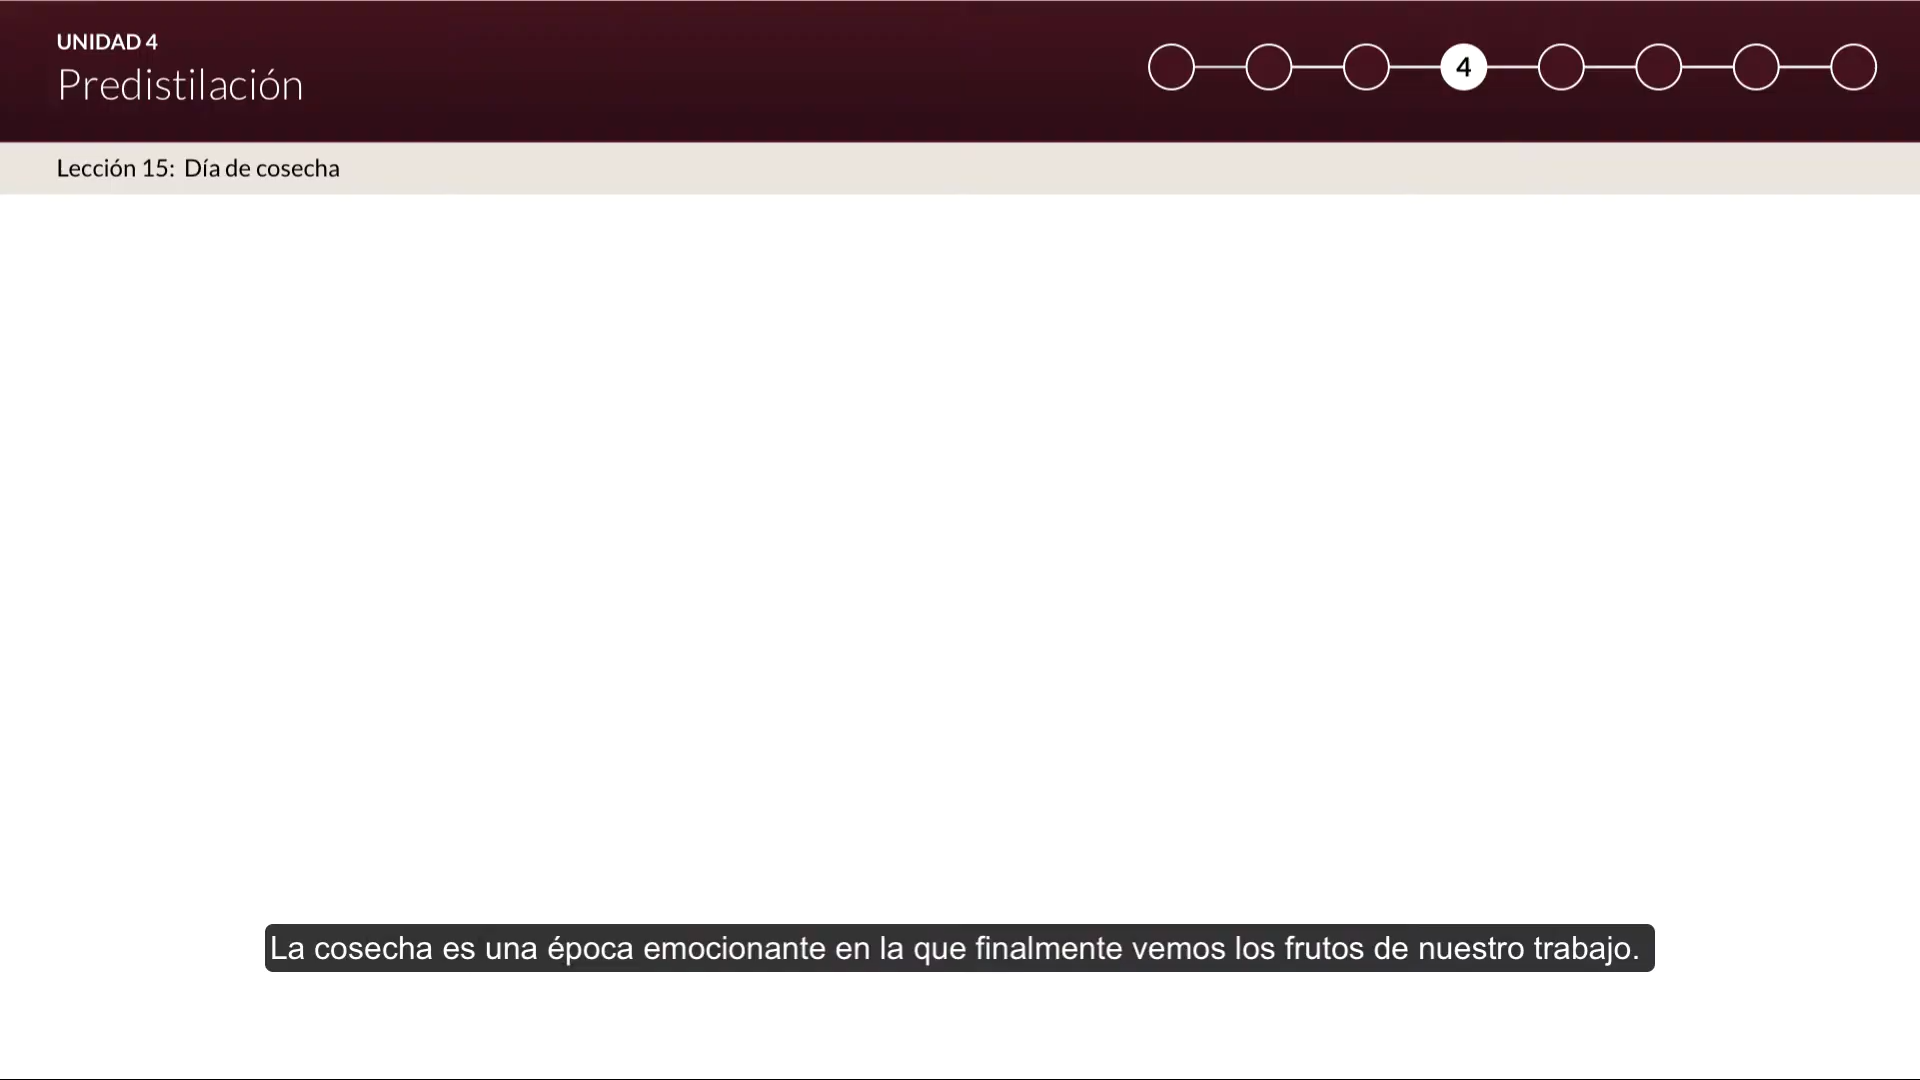 UNIDAD 4
Predistilación
4
Lección 15: Día de cosecha
La cosecha es una época emocionante en la que finalmente vemos los frutos de nuestro trabajo.